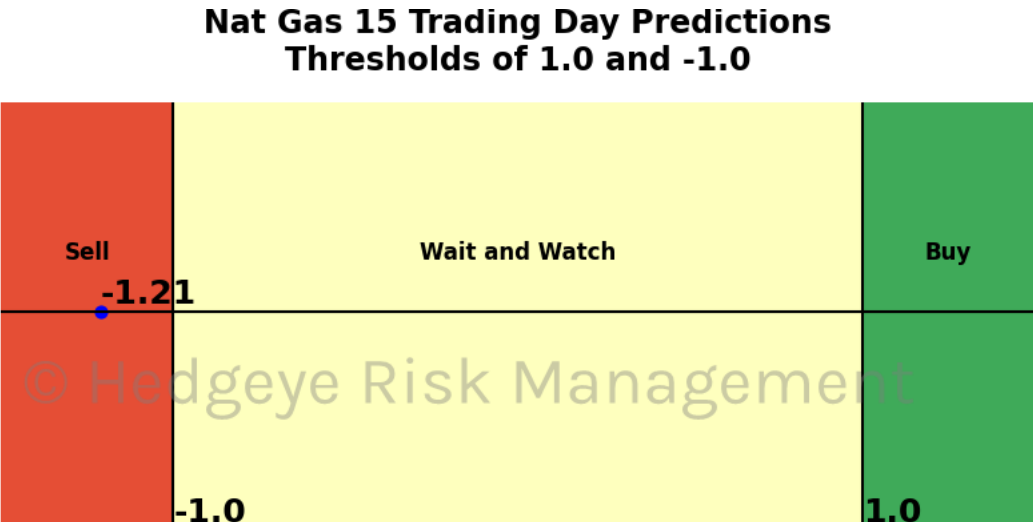 Nat Gas 15 Trading Day Predictions
Thresholds of 1.0 and -1.0
Sell
Wait and Watch
Buy
-1.21
© Hedgeye Risk Management
-1.0
1.0